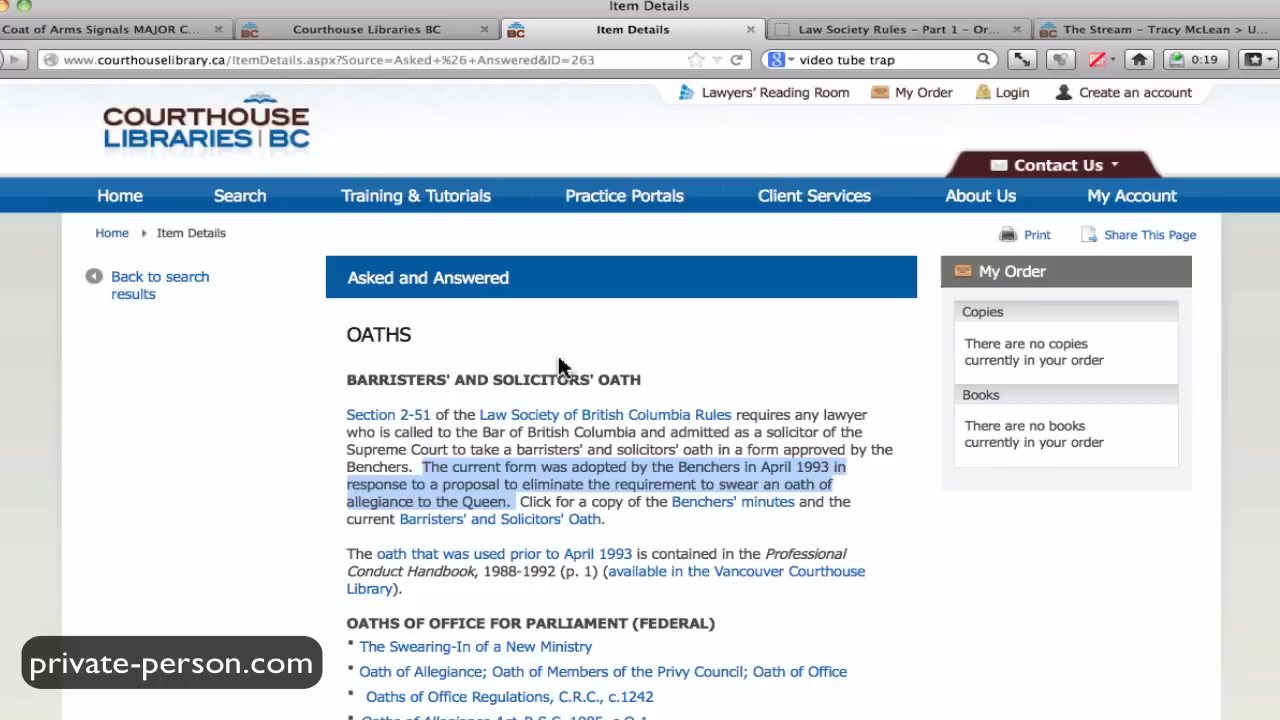 Item Details
Coat of Arms Signals MAJOR C...
Courthouse Libraries BC
Item Details
Law Society Rules – Part 1 – Or...
The Stream – Tracy McLean > U...
www.courthouselibrary.ca/ItemDetails.aspx?Source=Asked+%26+Answered&ID=263
video tube trap
0:19
Lawyers' Reading Room
My Order
Login
Create an account
COURTHOUSE
LIBRARIES BC
Contact Us
Home
Search
Training & Tutorials
Practice Portals
Client Services
About Us
My Account
Home
Item Details
Print
Share This Page
Back to search
results
Asked and Answered
My Order
Copies
There are no copies
currently in your order
Books
There are no books
currently in your order
OATHS
BARRISTERS' AND SOLICITORS' OATH
Section 2-51 of the Law Society of British Columbia Rules requires any lawyer
who is called to the Bar of British Columbia and admitted as a solicitor of the
Supreme Court to take a barristers' and solicitors' oath in a form approved by the
Benchers. The current form was adopted by the Benchers in April 1993 in
response to a proposal to eliminate the requirement to swear an oath of
allegiance to the Queen. Click for a copy of the Benchers' minutes and the
current Barristers' and Solicitors' Oath.
The oath that was used prior to April 1993 is contained in the Professional
Conduct Handbook, 1988-1992 (p. 1) (available in the Vancouver Courthouse
Library).
OATHS OF OFFICE FOR PARLIAMENT (FEDERAL)
The Swearing-In of a New Ministry
Oath of Allegiance; Oath of Members of the Privy Council; Oath of Office
Oaths of Office Regulations, C.R.C., c.1242
private-person.com